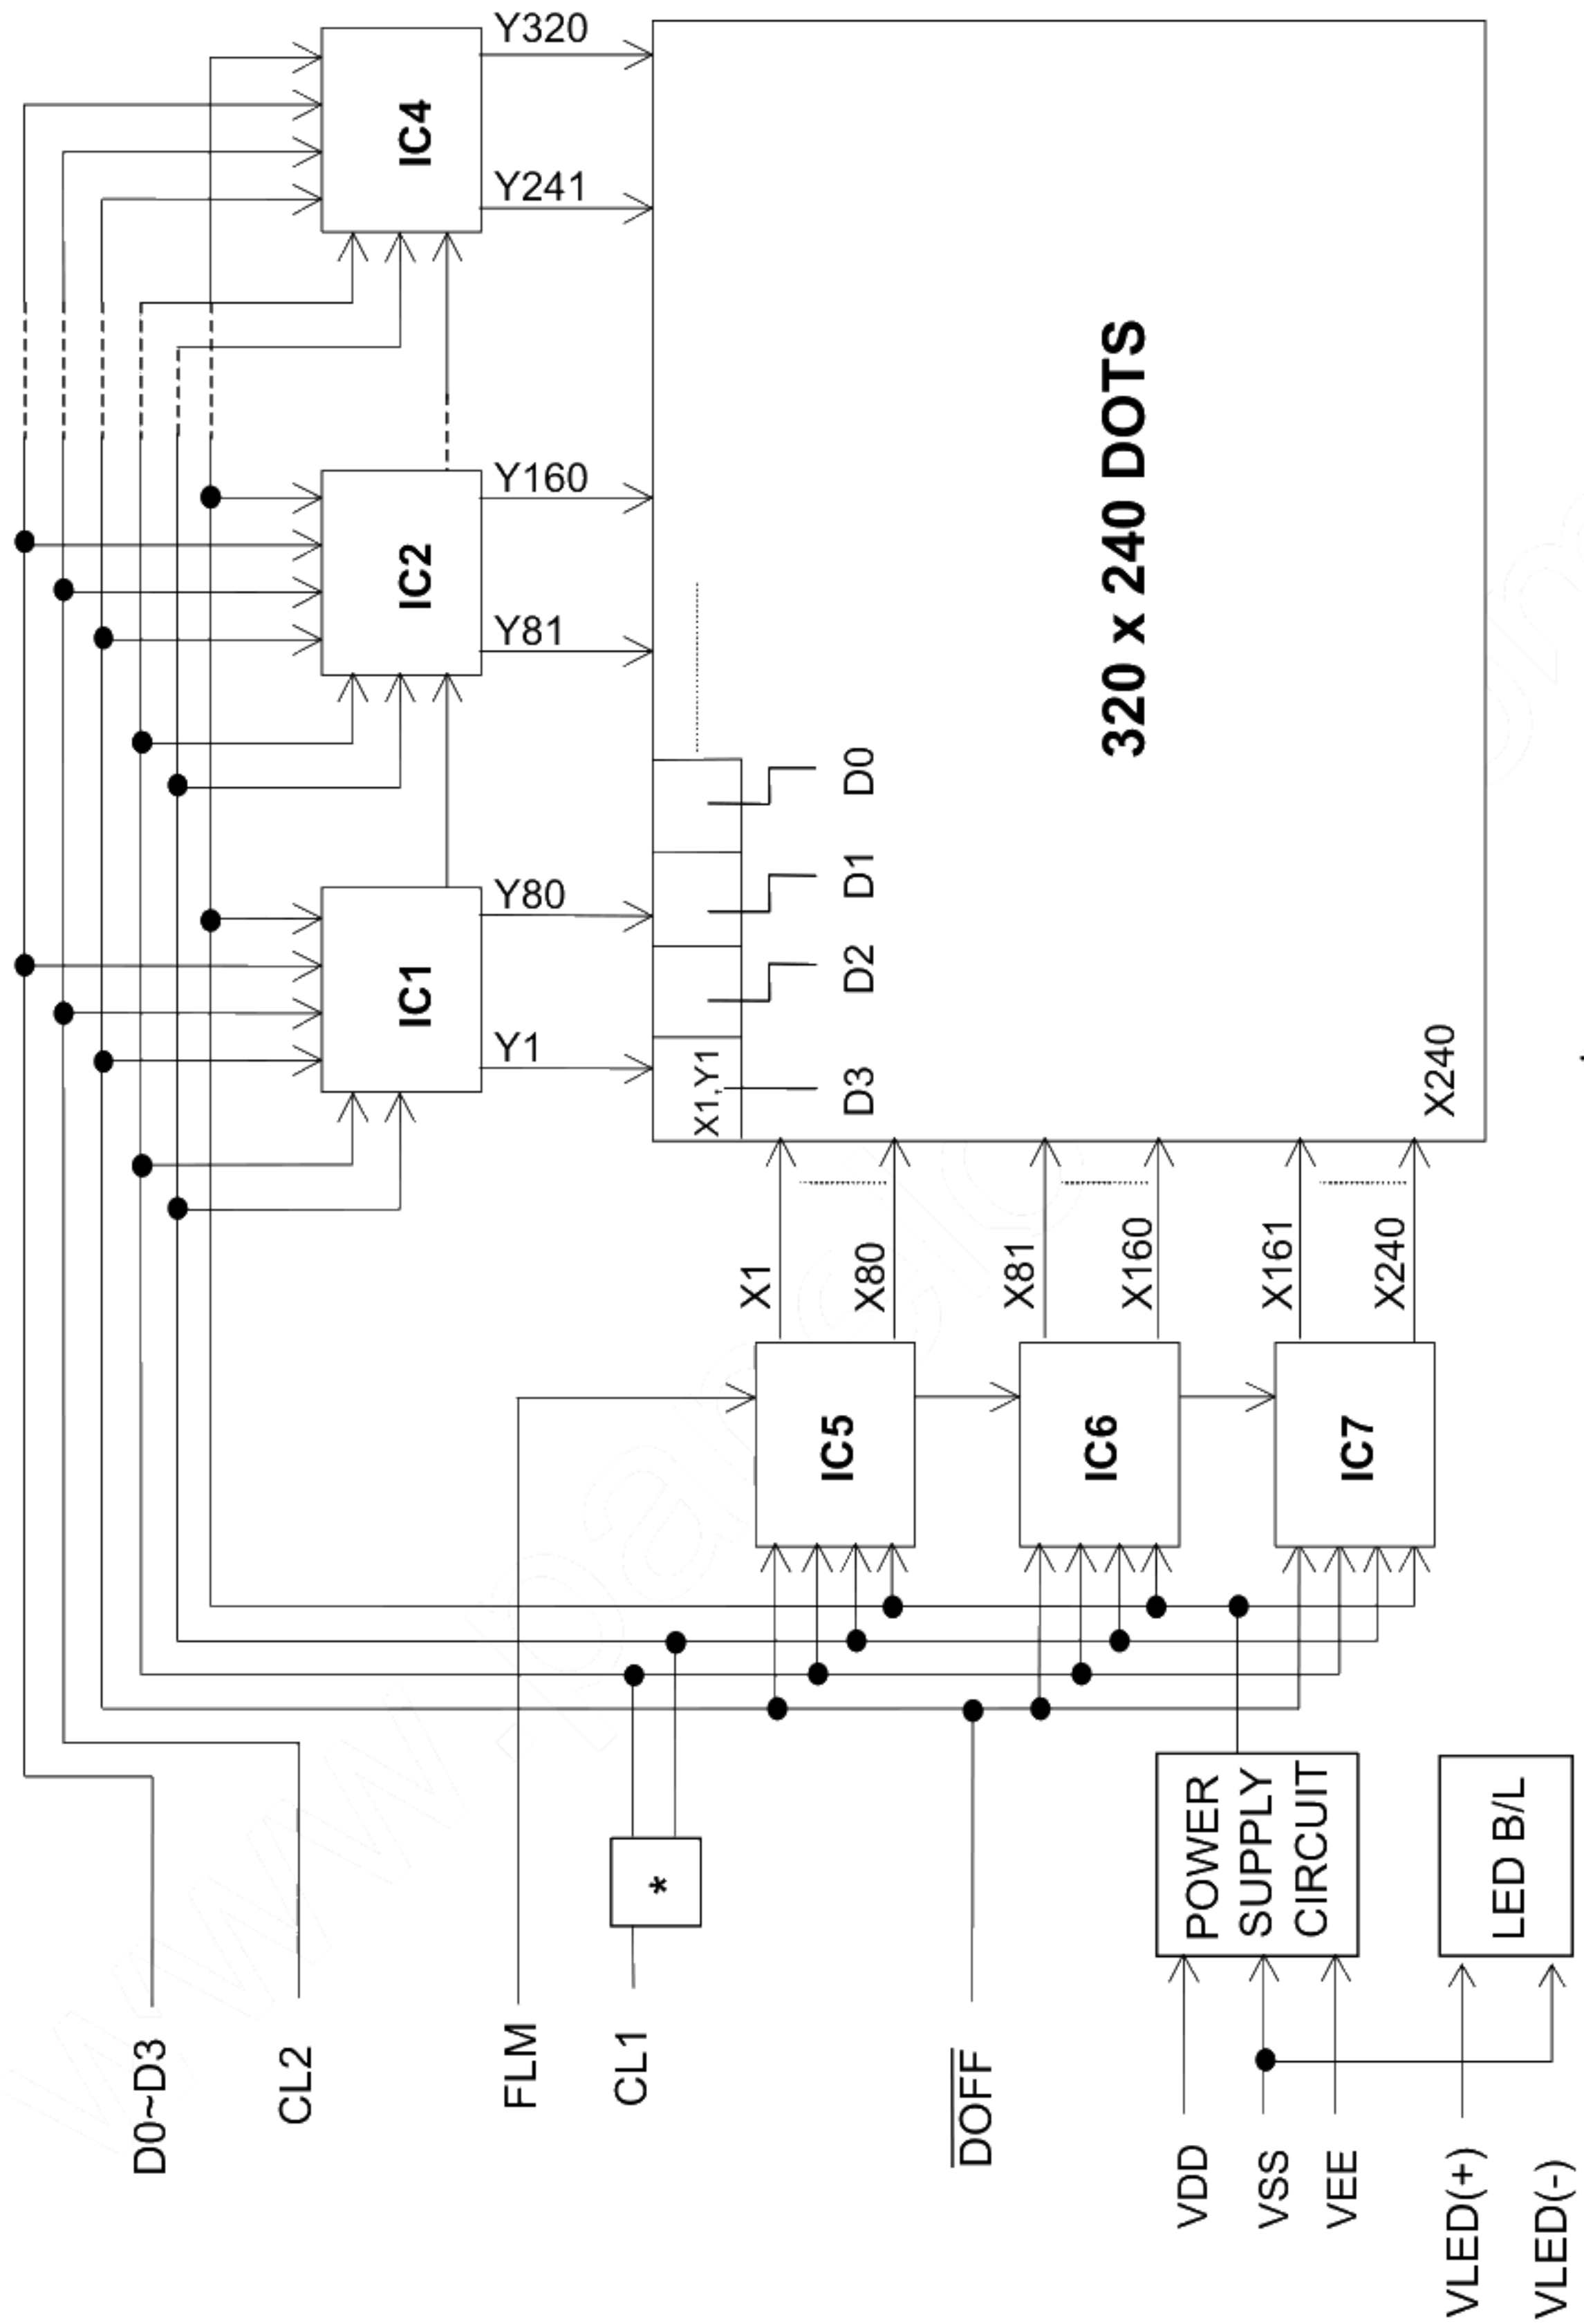 D0~D3
CL2
FLM
CL1
*
DOFF
VDD
VSS
VEE
VLED(+)
VLED(-)
POWER
SUPPLY
CIRCUIT
LED B/L
IC1
IC2
IC4
Y1
Y80
Y81
Y160
Y241
Y320
IC5
IC6
IC7
X1
X80
X81
X160
X161
X240
X1,Y1
D3
D2
D1
D0
X240
320 x 240 DOTS